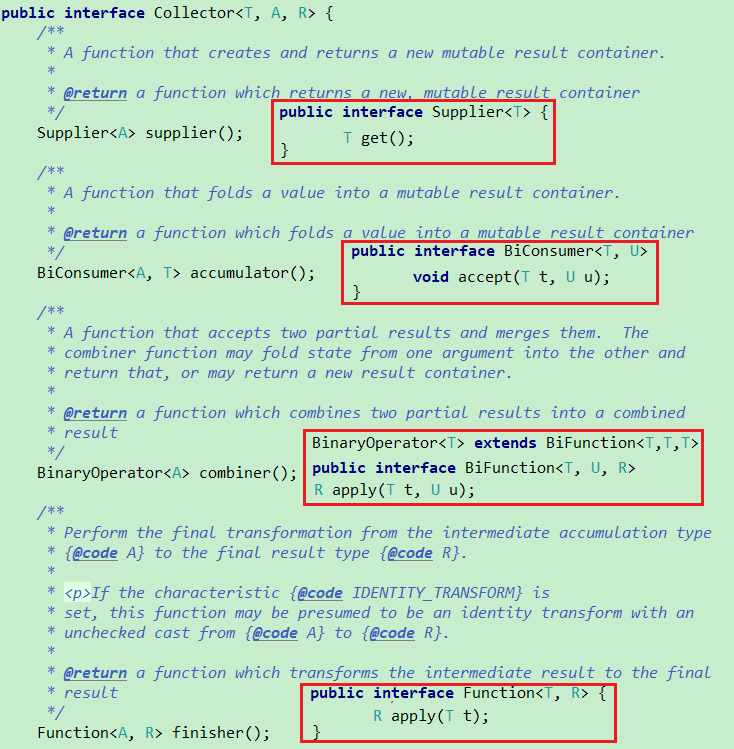 public interface Collector<T, A, R> {
/**
* A function that creates and returns a new mutable result container.
*
* @return a function which returns a new, mutable result container
*/
Supplier<A> supplier();
public interface Supplier<T> {
T get();
}
/**
* A function that folds a value into a mutable result container.
*
* @return a function which folds a value into a mutable result container
*/
BiConsumer<A, T> accumulator();
public interface BiConsumer<T, U>
void accept(T t, U u);
}
/**
* A function that accepts two partial results and merges them.  The
* combiner function may fold state from one argument into the other and
* return that, or may return a new result container.
*
* @return a function which combines two partial results into a combined
* result
*/
BinaryOperator<A> combiner();
BinaryOperator<T> extends BiFunction<T,T,T>
public interface BiFunction<T, U, R>
R apply(T t, U u);
/**
* Perform the final transformation from the intermediate accumulation type
* {@code A} to the final result type {@code R}.
*
* <p>If the characteristic {@code IDENTITY_TRANSFORM} is
* set, this function may be presumed to be an identity transform with an
* unchecked cast from {@code A} to {@code R}.
*
* @return a function which transforms the intermediate result to the final
* result
*/
Function<A, R> finisher();
public interface Function<T, R> {
R apply(T t);
}